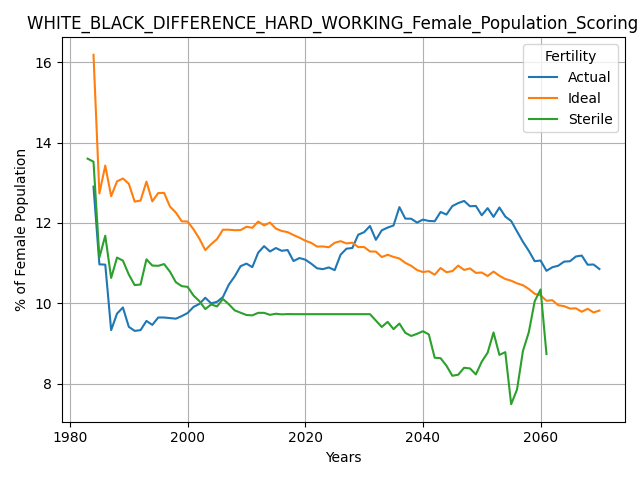 WHITE_BLACK_DIFFERENCE_HARD_WORKING_Female_Population_Scoring
Fertility
Actual
Ideal
Sterile
% of Female Population
16
14
12
10
8
1980
2000
2020
2040
2060
Years